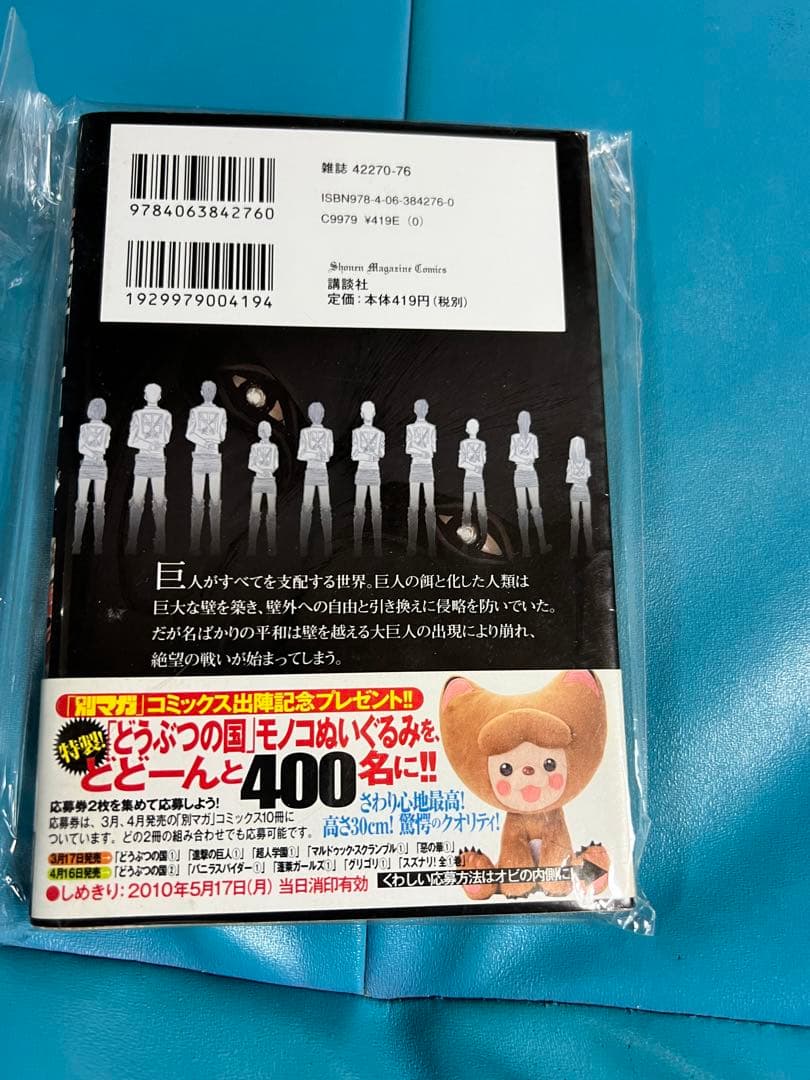 9784063842760
雑誌 42270-76
ISBN978-4-06-384276-0
C9979 ¥419E (0)
1929979004194
Shonen Magazine Comics
講談社
定価：本体419円（税別）
巨人がすべてを支配する世界。巨人の餌と化した人類は
巨大な壁を築き、壁外への自由と引き換えに侵略を防いでいた。
だが名ばかりの平和は壁を越える大巨人の出現により崩れ、
絶望の戦いが始まってしまう。
「別マガ」コミックス出陣記念プレゼント!!
特製!
「どうぶつの国」モノコぬいぐるみを、
どどーんと400名に!!
応募券2枚を集めて応募しよう!
応募券は、3月、4月発売の「別マガ」コミックス10冊に
ついています。どの2冊の組み合わせでも応募可能です。
さわり心地最高!
高さ30cm! 驚愕のクオリティ!
3月17日発売→「どうぶつの国①」「進撃の巨人①」「超人学園①」「マルドゥック・スクランブル①」「惡の華①」
4月16日発売→「どうぶつの国②」「バニラスパイダー①」「蓬莱ガールズ①」「グリゴリ①」「スズナリ!全1巻」
●しめきり：2010年5月17日(月) 当日消印有効
くわしい応募方法はオビの内側に